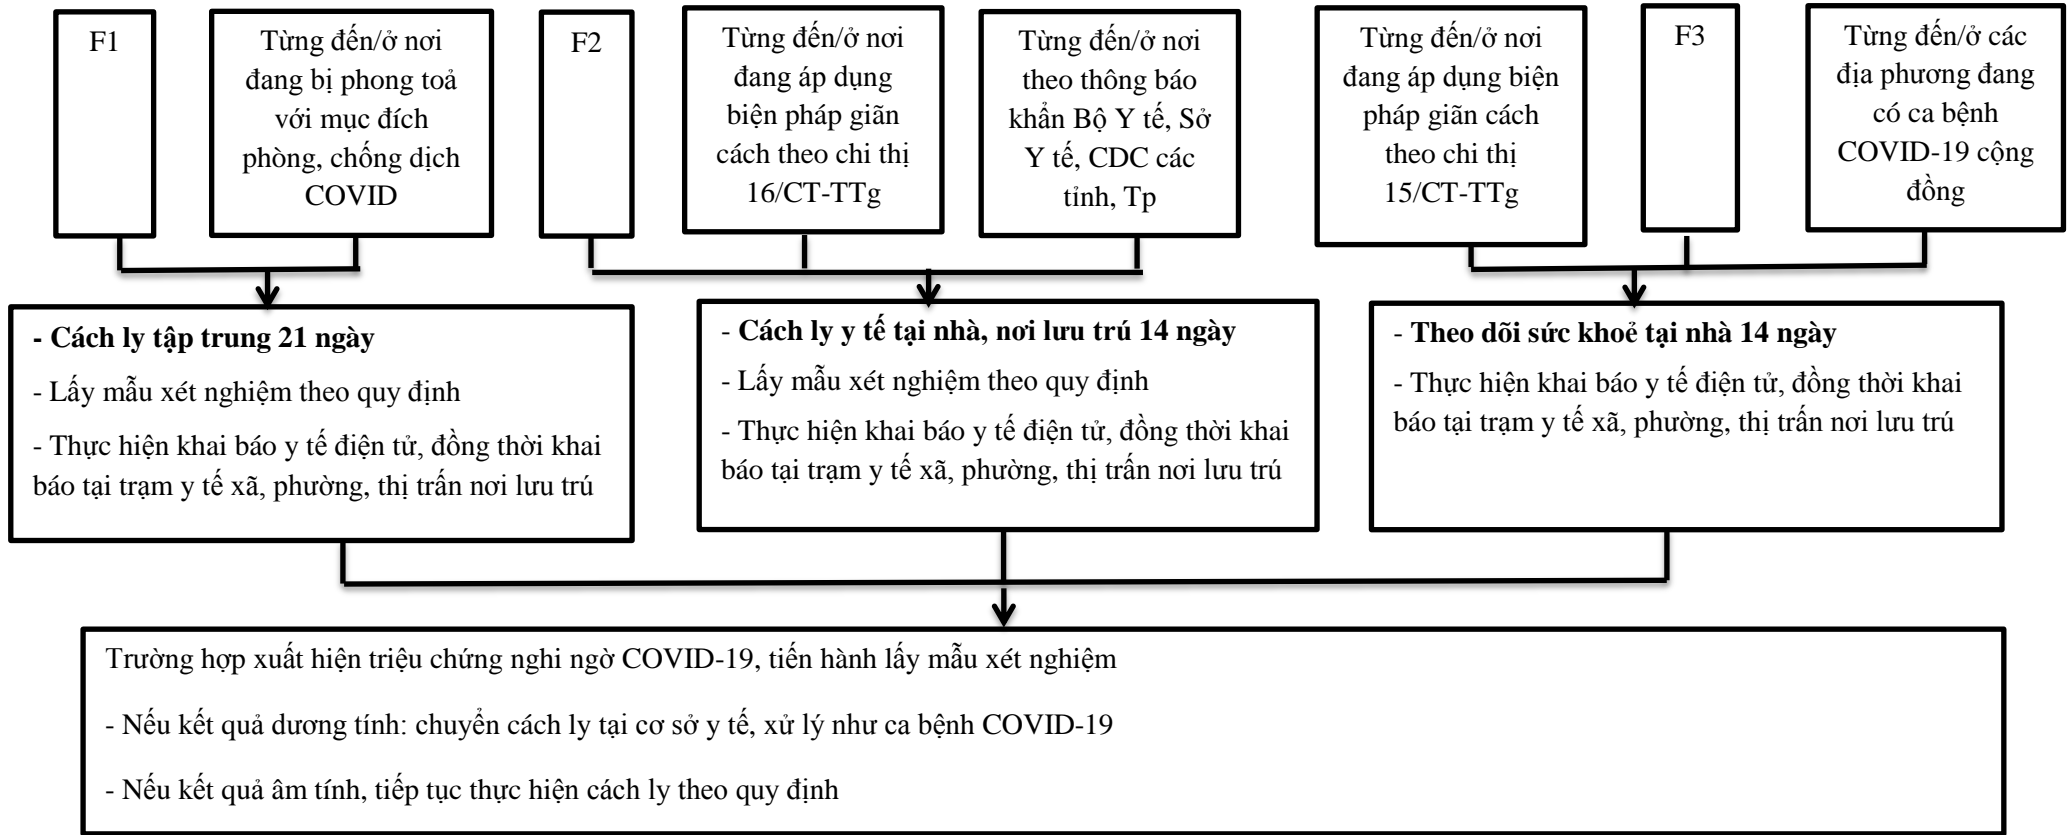 F1
Từng đến/ở nơi
đang bị phong toả
với mục đích
phòng, chống dịch
COVID
F2
Từng đến/ở nơi
đang áp dụng
biện pháp giãn
cách theo chi thị
16/CT-TTg
Từng đến/ở nơi
theo thông báo
khẩn Bộ Y tế, Sở
Y tế, CDC các
tỉnh, Tp
Từng đến/ở nơi
đang áp dụng biện
pháp giãn cách
theo chi thị
15/CT-TTg
F3
Từng đến/ở các
địa phương đang
có ca bệnh
COVID-19 cộng
đồng
- Cách ly tập trung 21 ngày
- Lấy mẫu xét nghiệm theo quy định
- Thực hiện khai báo y tế điện tử, đồng thời khai
báo tại trạm y tế xã, phường, thị trấn nơi lưu trú
- Cách ly y tế tại nhà, nơi lưu trú 14 ngày
- Lấy mẫu xét nghiệm theo quy định
- Thực hiện khai báo y tế điện tử, đồng thời khai
báo tại trạm y tế xã, phường, thị trấn nơi lưu trú
- Theo dõi sức khoẻ tại nhà 14 ngày
- Thực hiện khai báo y tế điện tử, đồng thời khai
báo tại trạm y tế xã, phường, thị trấn nơi lưu trú
Trường hợp xuất hiện triệu chứng nghi ngờ COVID-19, tiến hành lấy mẫu xét nghiệm
- Nếu kết quả dương tính: chuyển cách ly tại cơ sở y tế, xử lý như ca bệnh COVID-19
- Nếu kết quả âm tính, tiếp tục thực hiện cách ly theo quy định